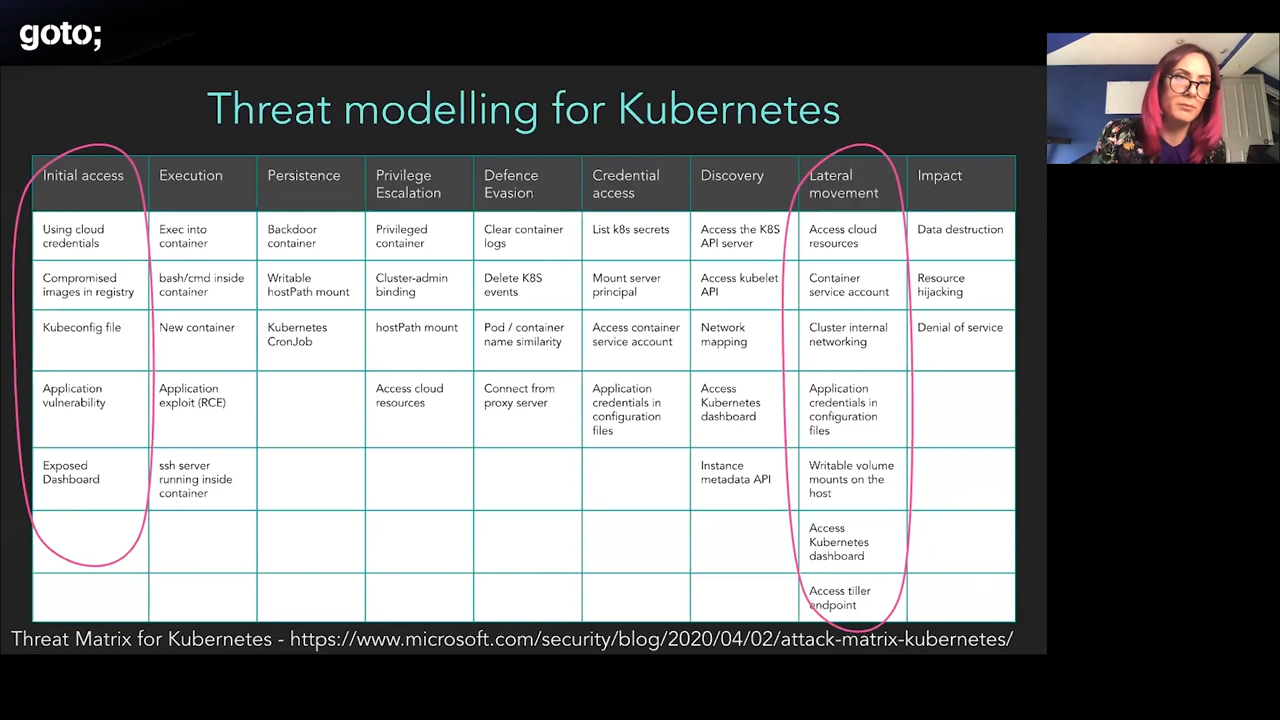 goto;
Threat modelling for Kubernetes
Initial access
Execution
Persistence
Privilege
Escalation
Defence
Evasion
Credential
access
Discovery
Lateral
movement
Impact
Using cloud
credentials
Exec into
container
Backdoor
container
Privileged
container
Clear container
logs
List k8s secrets
Access the K8S
API server
Access cloud
resources
Data destruction
Compromised
images in registry
bash/cmd inside
container
Writable
hostPath mount
Cluster-admin
binding
Delete K8S
events
Mount server
principal
Access kubelet
API
Container
service account
Resource
hijacking
Kubeconfig file
New container
Kubernetes
CronJob
hostPath mount
Pod / container
name similarity
Access container
service account
Network
mapping
Cluster internal
networking
Denial of service
Application
vulnerability
Application
exploit (RCE)
Access cloud
resources
Connect from
proxy server
Application
credentials in
configuration
files
Access
Kubernetes
dashboard
Application
credentials in
configuration
files
Exposed
Dashboard
ssh server
running inside
container
Instance
metadata API
Writable volume
mounts on the
host
Access
Kubernetes
dashboard
Access tiller
endpoint
Threat Matrix for Kubernetes - https://www.microsoft.com/security/blog/2020/04/02/attack-matrix-kubernetes/